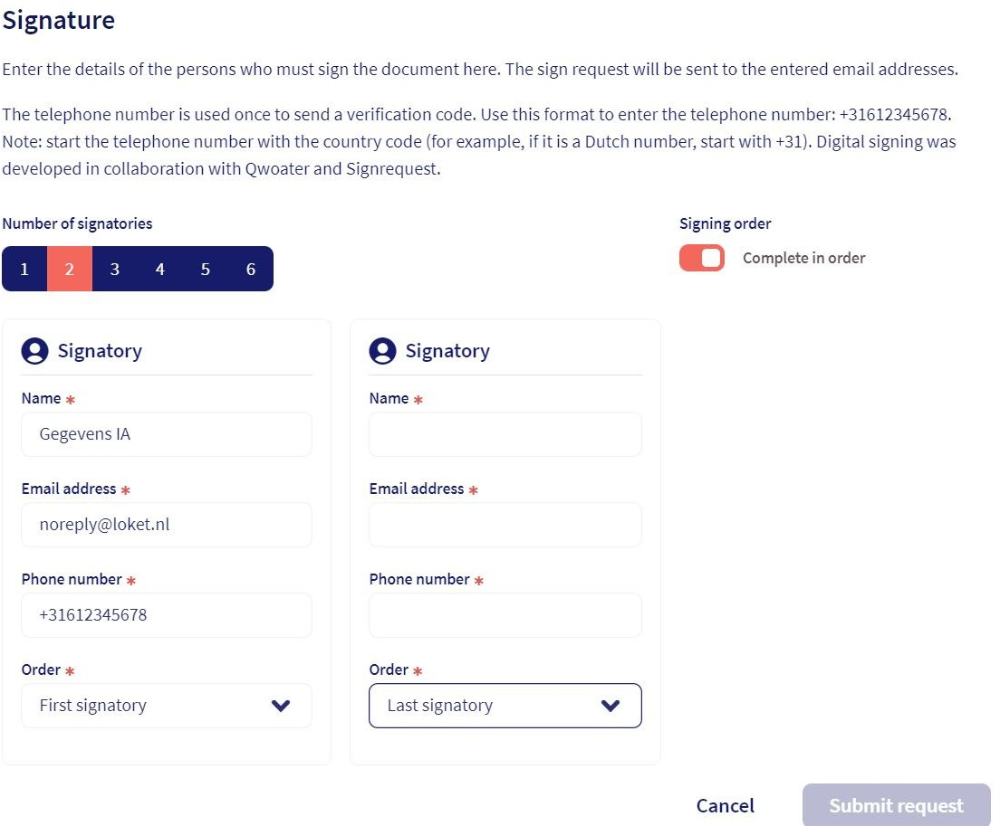 Signature
Enter the details of the persons who must sign the document here. The sign request will be sent to the entered email addresses.
The telephone number is used once to send a verification code. Use this format to enter the telephone number: +31612345678.
Note: start the telephone number with the country code (for example, if it is a Dutch number, start with +31). Digital signing was
developed in collaboration with Qwoater and Signrequest.
Number of signatories
1 2 3 4 5 6
Signing order
Complete in order
Signatory
Name *
Gegevens IA
Email address *
noreply@loket.nl
Phone number *
+31612345678
Order *
First signatory
Signatory
Name *
Email address *
Phone number *
Order *
Last signatory
Cancel
Submit request